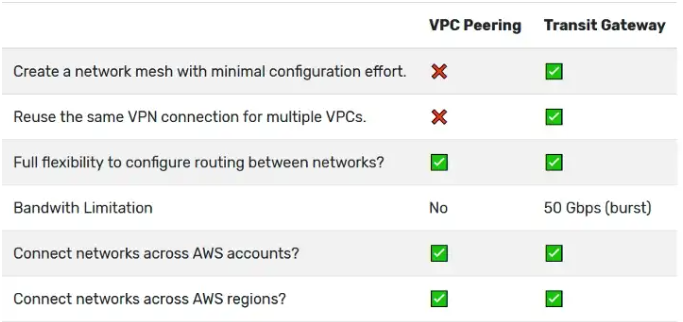 VPC Peering Transit Gateway
Create a network mesh with minimal configuration effort. ❌ ✅
Reuse the same VPN connection for multiple VPCs. ❌ ✅
Full flexibility to configure routing between networks? ✅ ✅
Bandwith Limitation No 50 Gbps (burst)
Connect networks across AWS accounts? ✅ ✅
Connect networks across AWS regions? ✅ ✅